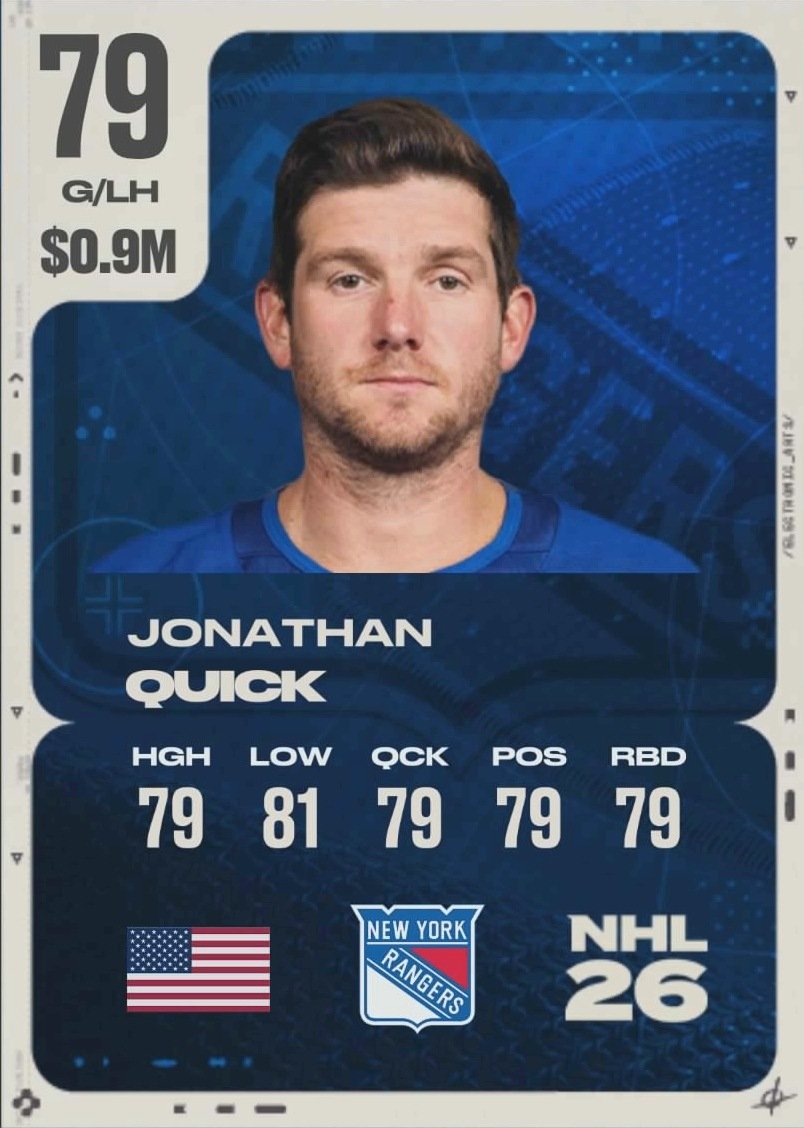 79
G/LH
$0.9M
/ELECTRONIC_ARTS/
JONATHAN
QUICK
HGH LOW QCK POS RBD
79 81 79 79 79
NEW YORK
RANGERS
NHL
26